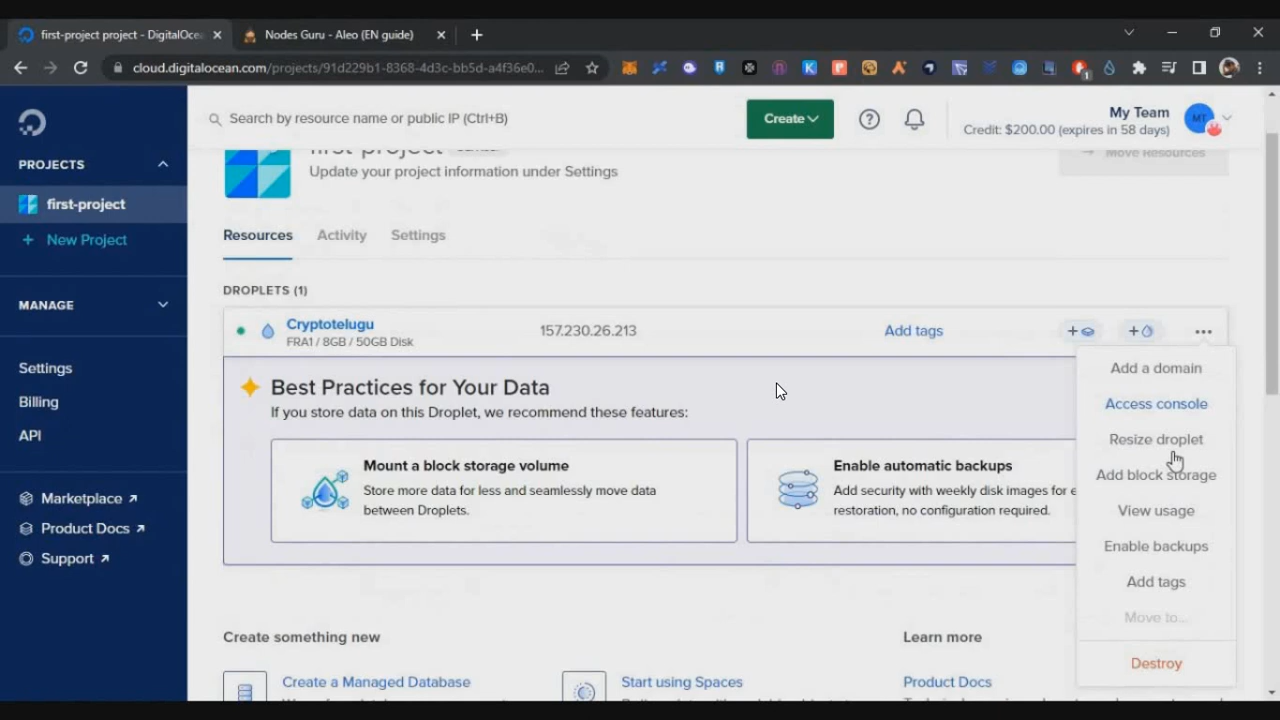 first-project project - DigitalOce
Nodes Guru - Aleo (EN guide)
cloud.digitalocean.com/projects/91d229b1-8368-4d3c-bb5d-a4f36e0...
1
PROJECTS
first-project
+ New Project
MANAGE
Settings
Billing
API
Marketplace ↗
Product Docs ↗
Support ↗
Search by resource name or public IP (Ctrl+B)
Create
My Team
Credit: $200.00 (expires in 58 days)
MT
first-project
Update your project information under Settings
→ Move Resources
Resources Activity Settings
DROPLETS (1)
Cryptotelugu
FRA1 / 8GB / 50GB Disk
157.230.26.213
Add tags
Best Practices for Your Data
If you store data on this Droplet, we recommend these features:
Mount a block storage volume
Store more data for less and seamlessly move data
between Droplets.
Enable automatic backups
Add security with weekly disk images for e
restoration, no configuration required.
Add a domain
Access console
Resize droplet
Add block storage
View usage
Enable backups
Add tags
Move to...
Destroy
Create something new
Create a Managed Database
Start using Spaces
Learn more
Product Docs